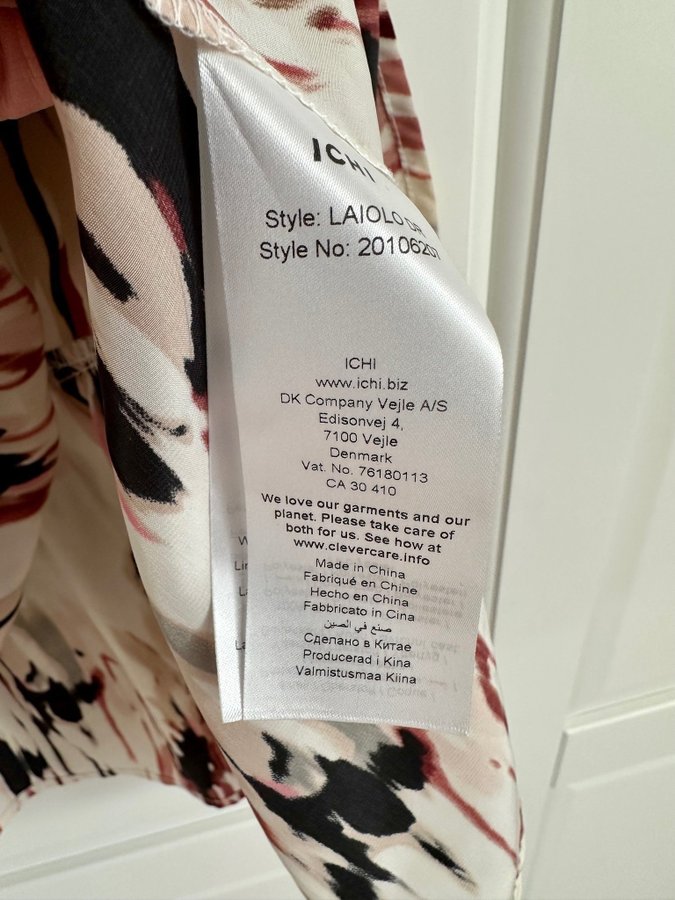 ICHI
Style: LAIOLO DR
Style No: 20106207
ICHI
www.ichi.biz
DK Company Vejle A/S
Edisonvej 4,
7100 Vejle
Denmark
Vat. No. 76180113
CA 30 410
We love our garments and our
planet. Please take care of
both for us. See how at
www.clevercare.info
Made in China
Fabriqué en Chine
Hecho en China
Fabbricato in Cina
صنع في الصين
Сделано в Китае
Producerad i Kina
Valmistusmaa Kiina